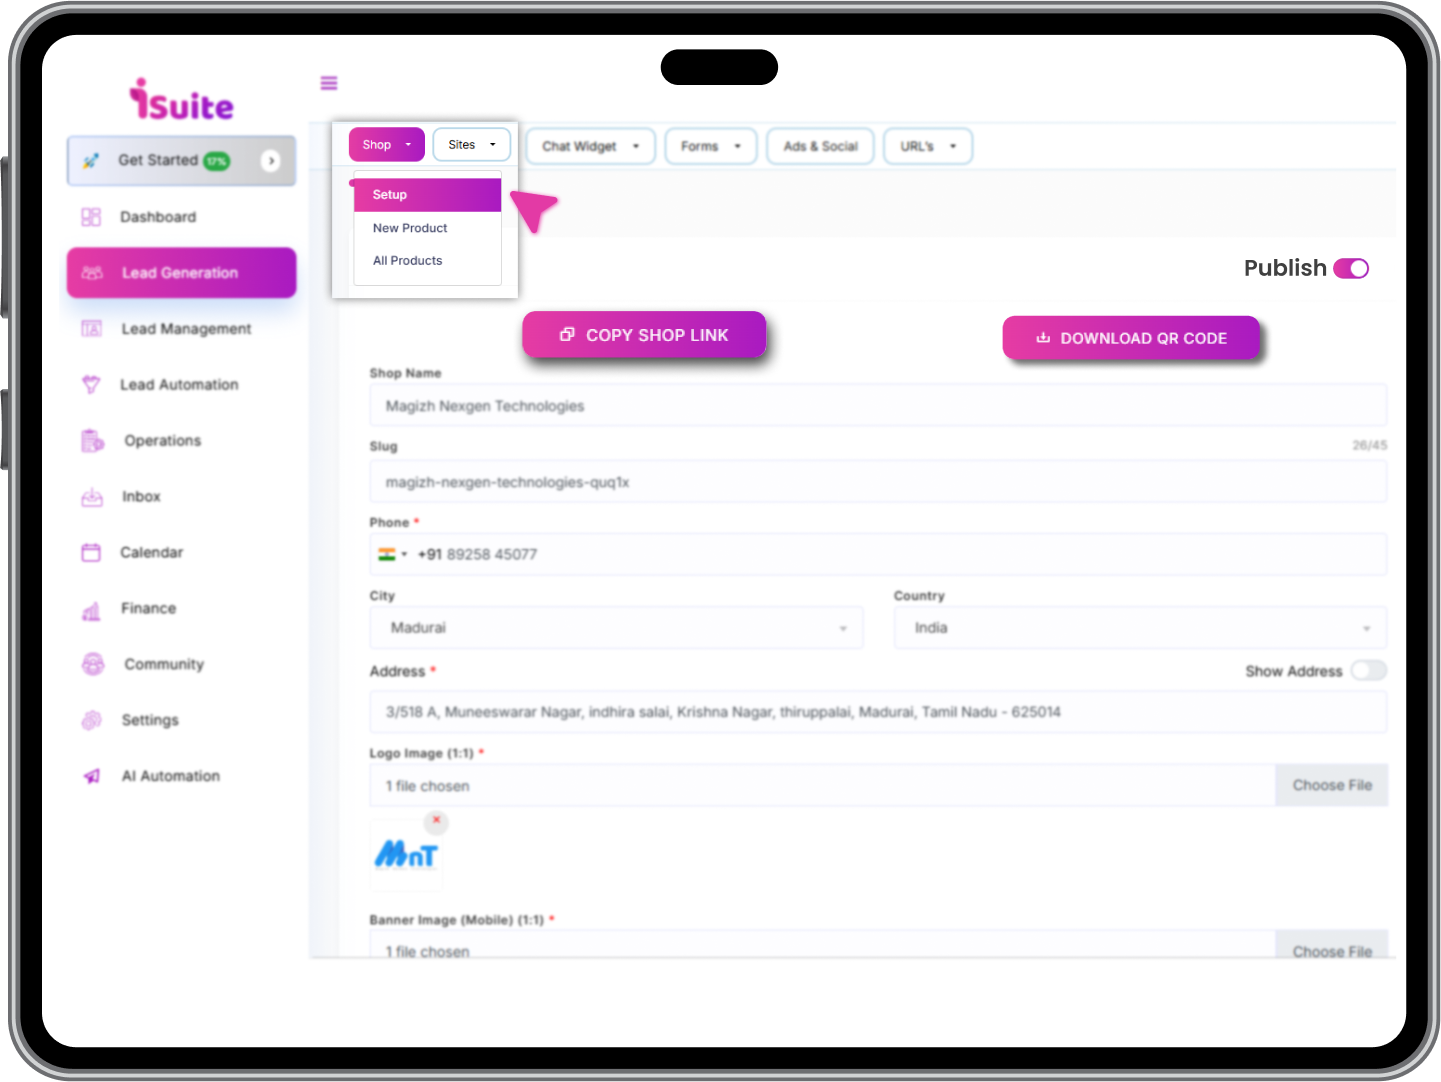 iSuite
Get Started 17%
Dashboard
Lead Generation
Lead Management
Lead Automation
Operations
Inbox
Calendar
Finance
Community
Settings
AI Automation
Shop Sites Chat Widget Forms Ads & Social URL's
Setup
New Product
All Products
Publish
COPY SHOP LINK DOWNLOAD QR CODE
Shop Name
Magizh Nexgen Technologies
Slug 26/45
magizh-nexgen-technologies-quq1x
Phone *
+91 89258 45077
City Country
Madurai India
Address * Show Address
3/518 A, Muneeswarar Nagar, indhira salai, Krishna Nagar, thiruppalai, Madurai, Tamil Nadu - 625014
Logo Image (1:1) *
1 file chosen Choose File
MnT
Banner Image (Mobile) (1:1) *
1 file chosen Choose File